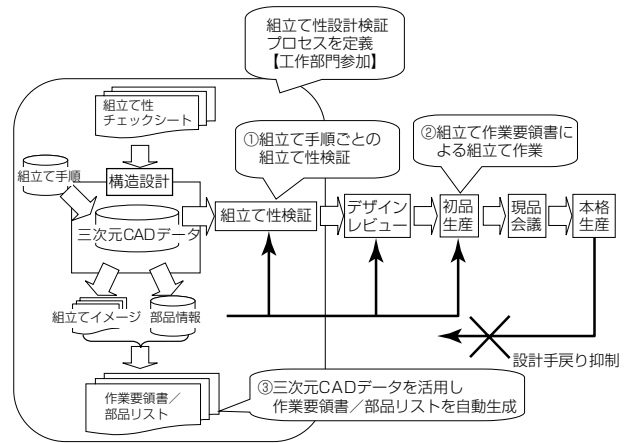 組立て性設計検証
プロセスを定義
【工作部門参加】
組立て性
チェックシート
①組立て手順ごとの
組立て性検証
②組立て作業要領書に
よる組立て作業
組立て手順
構造設計
三次元CADデータ
組立て性検証
デザイン
レビュー
初品
生産
現品
会議
本格
生産
組立てイメージ
部品情報
設計手戻り抑制
作業要領書／
部品リスト
③三次元CADデータを活用し
作業要領書／部品リストを自動生成